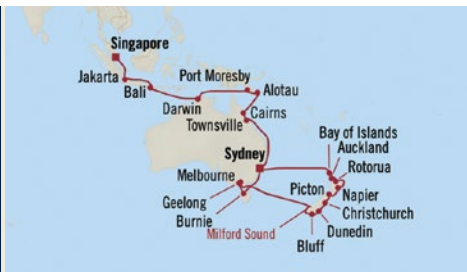 Singapore
Jakarta
Bali
Port Moresby
Alotau
Darwin
Cairns
Townsville
Bay of Islands
Auckland
Sydney
Rotorua
Melbourne
Picton
Napier
Geelong
Christchurch
Burnie
Milford Sound
Dunedin
Bluff